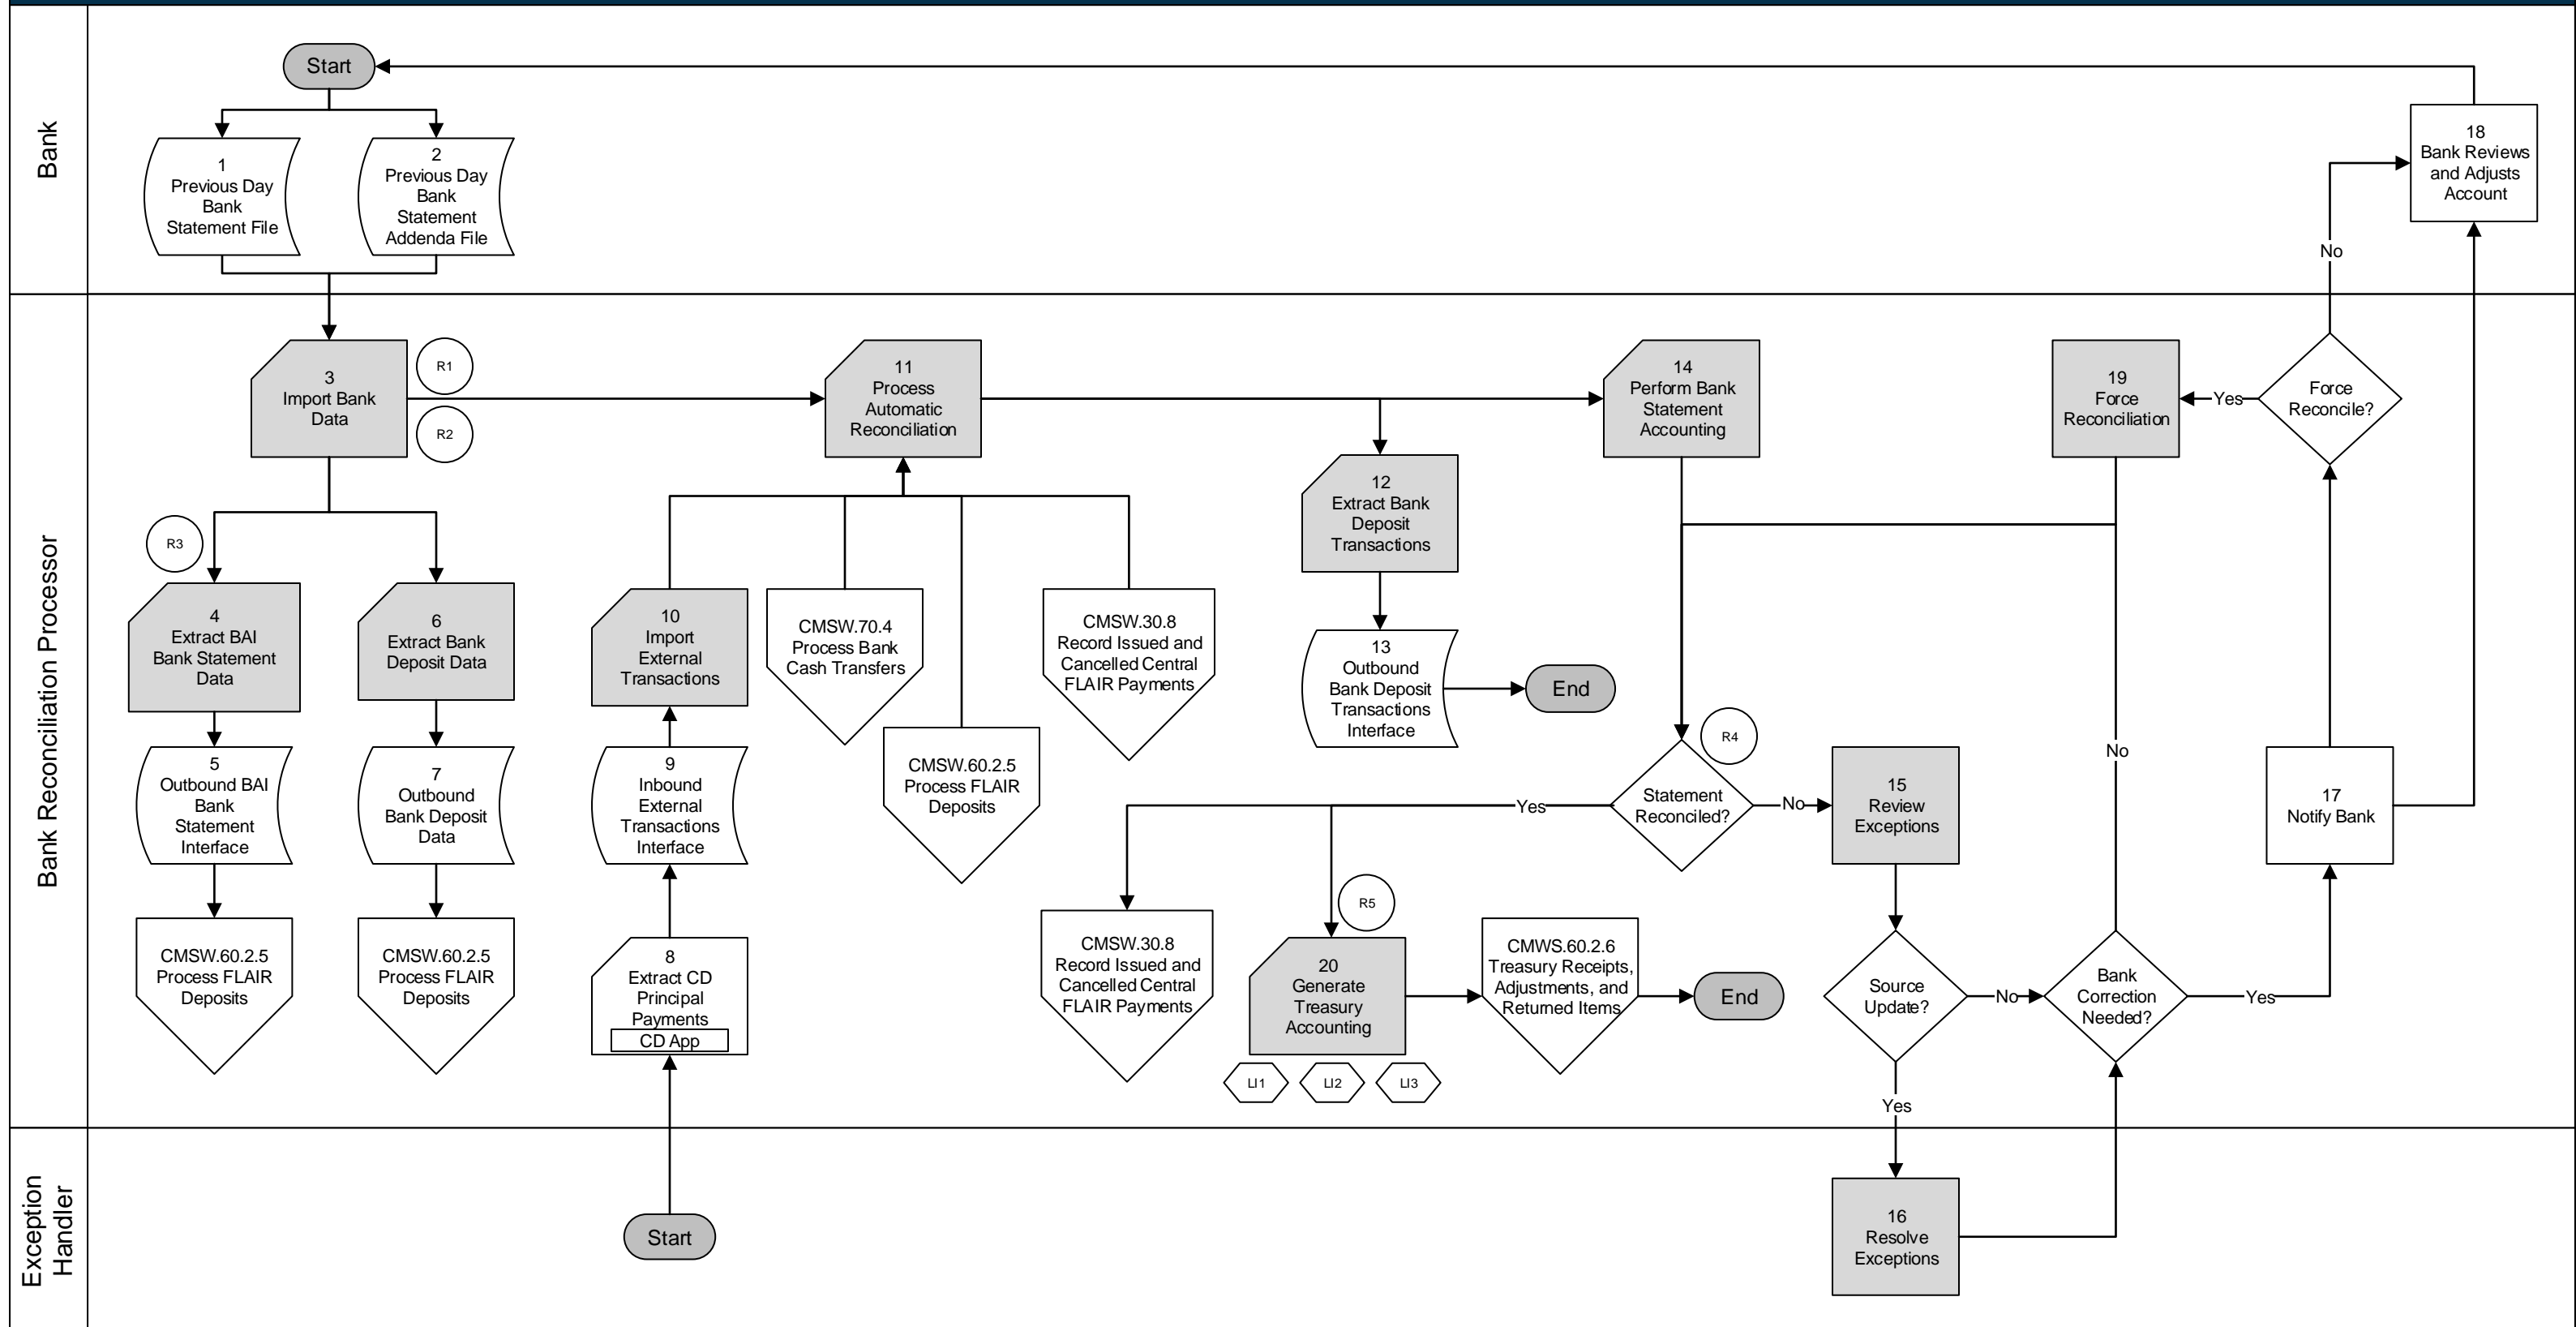 Bank
Start
1
Previous Day
Bank
Statement File
2
Previous Day
Bank
Statement
Addenda File
18
Bank Reviews
and Adjusts
Account
No
Bank Reconciliation Processor
3
Import Bank
Data
R1
R2
R3
4
Extract BAI
Bank Statement
Data
5
Outbound BAI
Bank
Statement
Interface
CMSW.60.2.5
Process FLAIR
Deposits
6
Extract Bank
Deposit Data
7
Outbound
Bank Deposit
Data
CMSW.60.2.5
Process FLAIR
Deposits
11
Process
Automatic
Reconciliation
10
Import
External
Transactions
9
Inbound
External
Transactions
Interface
8
Extract CD
Principal
Payments
CD App
CMSW.70.4
Process Bank
Cash Transfers
CMSW.60.2.5
Process FLAIR
Deposits
CMSW.30.8
Record Issued and
Cancelled Central
FLAIR Payments
12
Extract Bank
Deposit
Transactions
13
Outbound
Bank Deposit
Transactions
Interface
End
14
Perform Bank
Statement
Accounting
R4
Statement
Reconciled?
Yes
No
CMSW.30.8
Record Issued and
Cancelled Central
FLAIR Payments
R5
20
Generate
Treasury
Accounting
LI1
LI2
LI3
CMWS.60.2.6
Treasury Receipts,
Adjustments, and
Returned Items
End
15
Review
Exceptions
Source
Update?
No
Yes
Bank
Correction
Needed?
No
Yes
17
Notify Bank
Force
Reconcile?
Yes
19
Force
Reconciliation
Exception
Handler
Start
16
Resolve
Exceptions